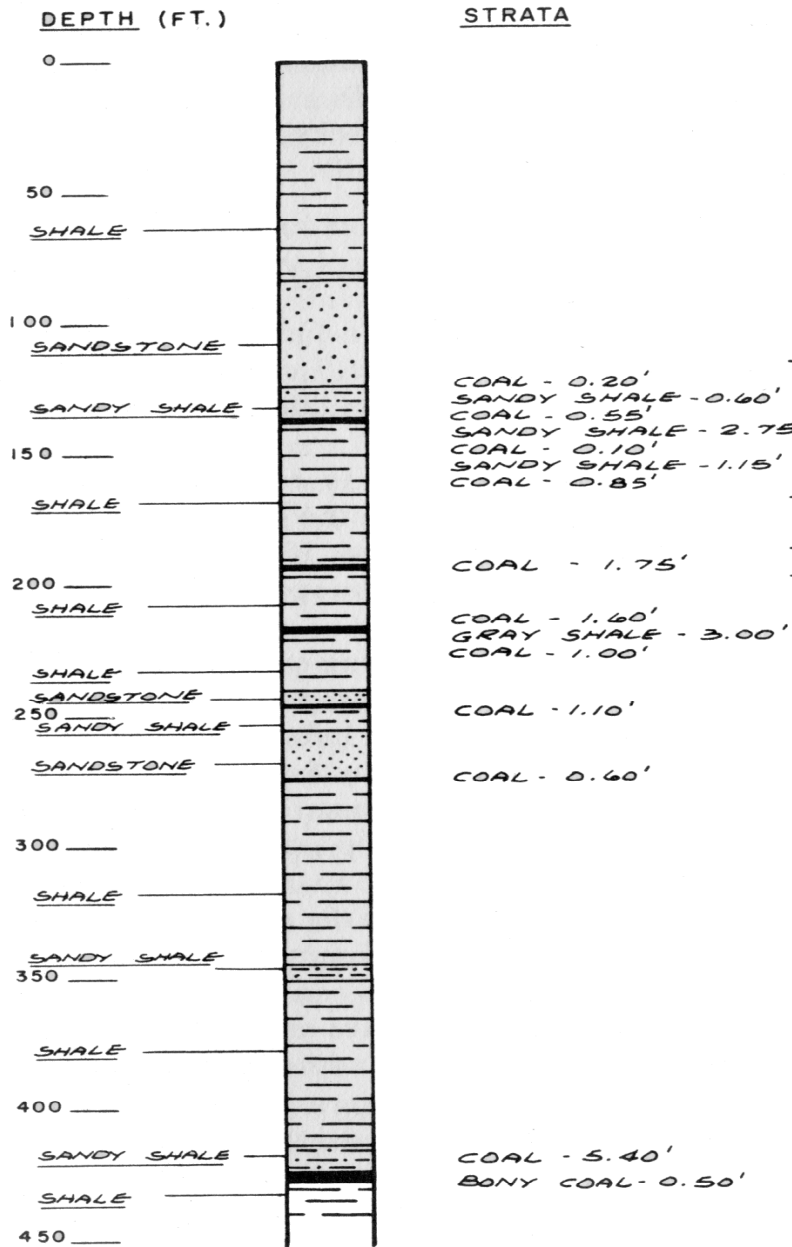 DEPTH (FT.)
STRATA
0
50
SHALE
100
SANDSTONE
COAL - 0.20'
SANDY SHALE - 0.60'
SANDY SHALE
COAL - 0.55'
SANDY SHALE - 2.75
150
COAL - 0.10'
SANDY SHALE - 1.15'
COAL - 0.85'
SHALE
COAL - 1.75'
200
SHALE
COAL - 1.60'
GRAY SHALE - 3.00'
COAL - 1.00'
SHALE
SANDSTONE
250
COAL - 1.10'
SANDY SHALE
SANDSTONE
COAL - 0.60'
300
SHALE
SANDY SHALE
350
SHALE
400
SANDY SHALE
COAL - 5.40'
BONY COAL - 0.50'
SHALE
450